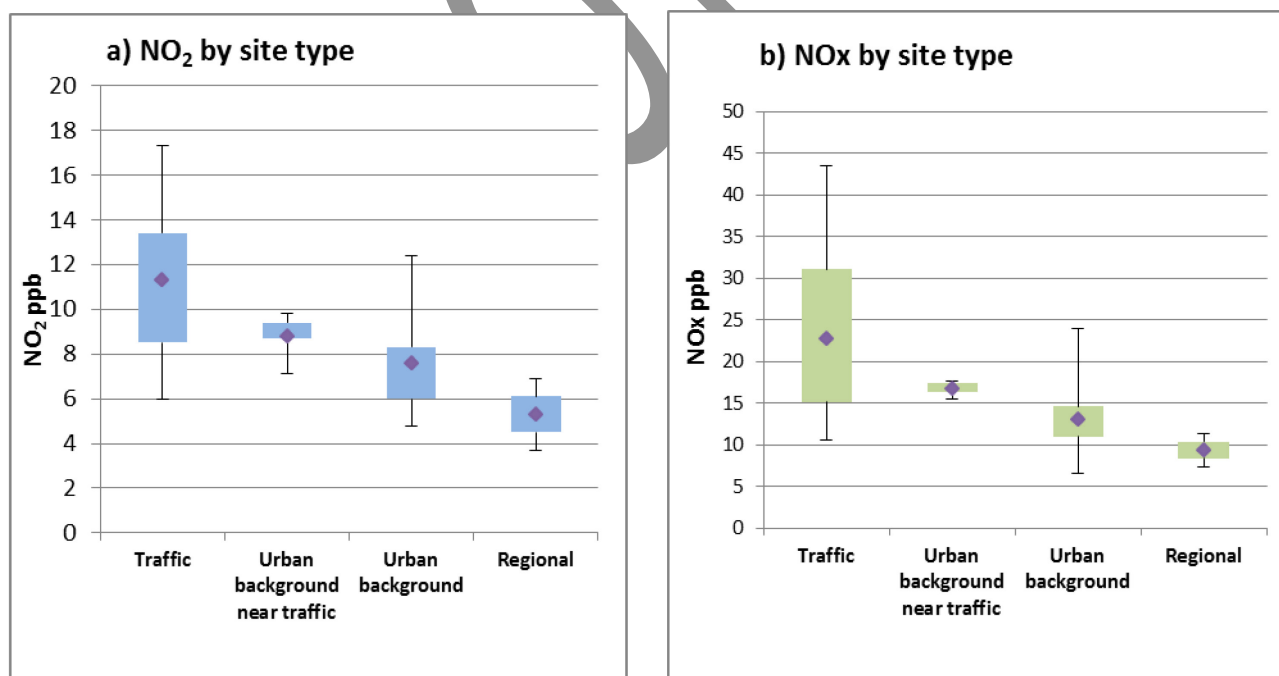 a) NO₂ by site type
20
18
16
14
12
10
8
6
4
2
0
NO₂ ppb
Traffic
Urban
background
near traffic
Urban
background
Regional
b) NOx by site type
50
45
40
35
30
25
20
15
10
5
0
NOx ppb
Traffic
Urban
background
near traffic
Urban
background
Regional